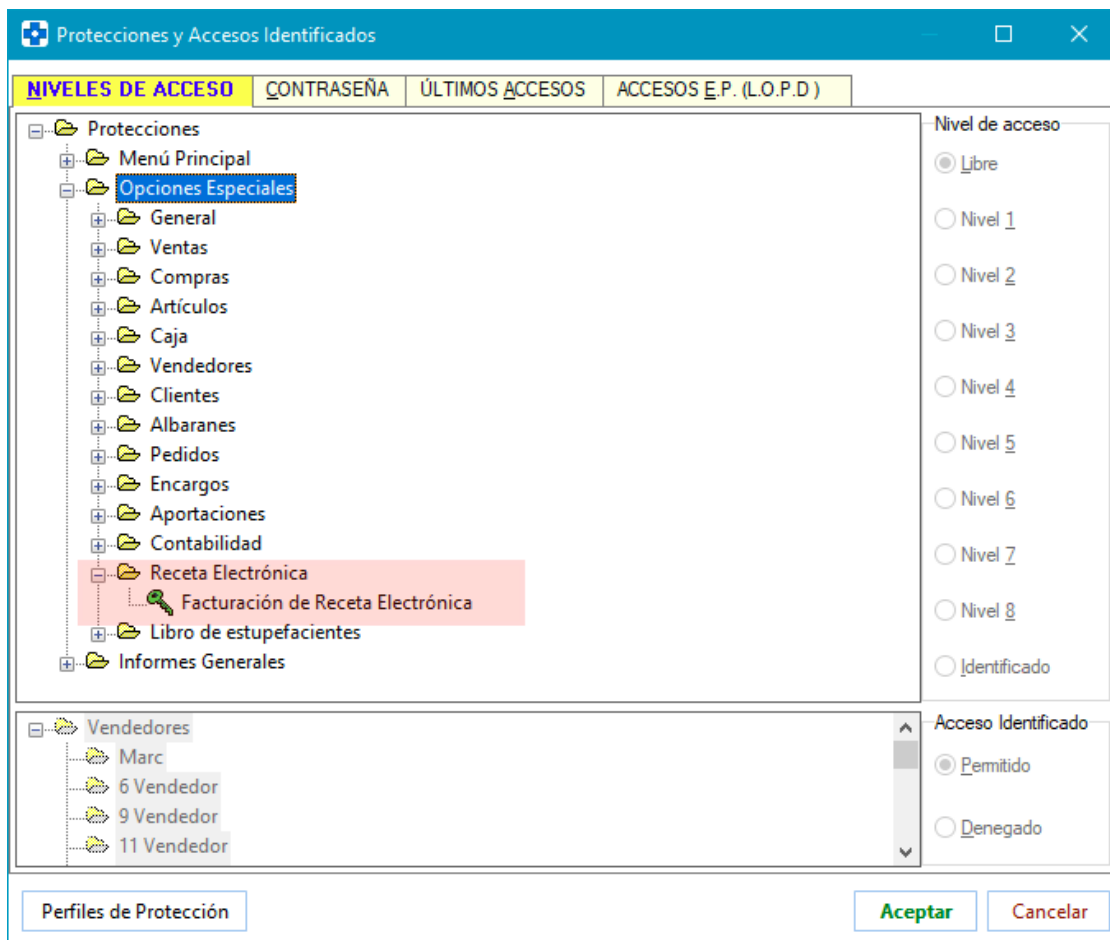 Protecciones y Accesos Identificados
NIVELES DE ACCESO CONTRASEÑA ÚLTIMOS ACCESOS ACCESOS E.P. (L.O.P.D )
Protecciones
Menú Principal
Opciones Especiales
General
Ventas
Compras
Artículos
Caja
Vendedores
Clientes
Albaranes
Pedidos
Encargos
Aportaciones
Contabilidad
Receta Electrónica
Facturación de Receta Electrónica
Libro de estupefacientes
Informes Generales
Nivel de acceso
Libre
Nivel 1
Nivel 2
Nivel 3
Nivel 4
Nivel 5
Nivel 6
Nivel 7
Nivel 8
Identificado
Vendedores
Marc
6 Vendedor
9 Vendedor
11 Vendedor
Acceso Identificado
Permitido
Denegado
Perfiles de Protección
Aceptar
Cancelar